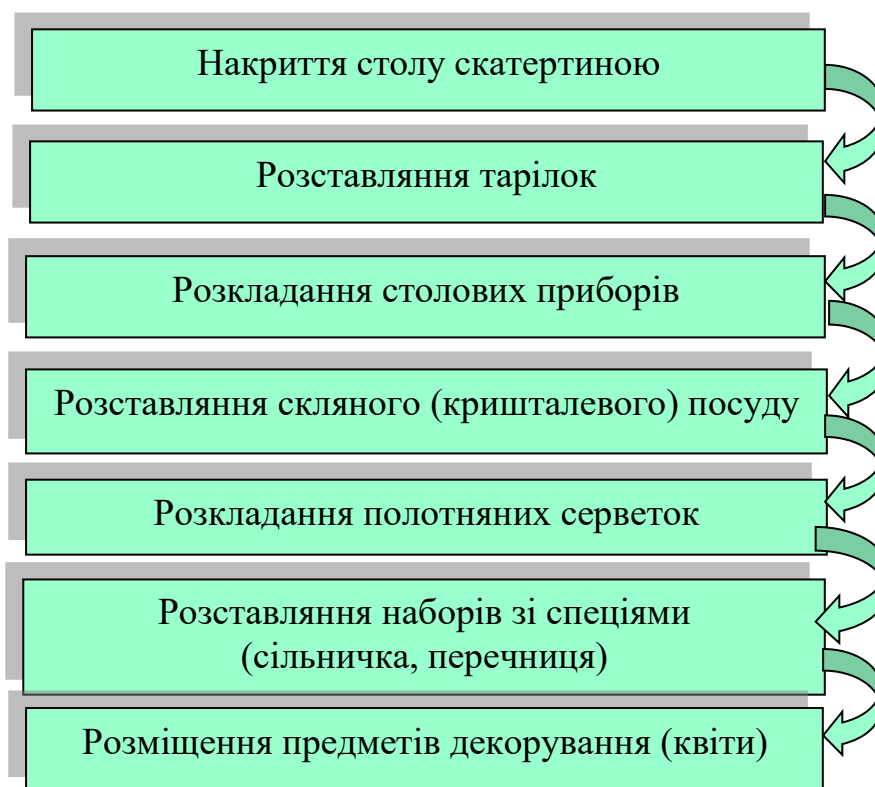 Накриття столу скатертиною
Розставляння тарілок
Розкладання столових приборів
Розставляння скляного (кришталевого) посуду
Розкладання полотняних серветок
Розставляння наборів зі спеціями
(сільничка, перечниця)
Розміщення предметів декорування (квіти)